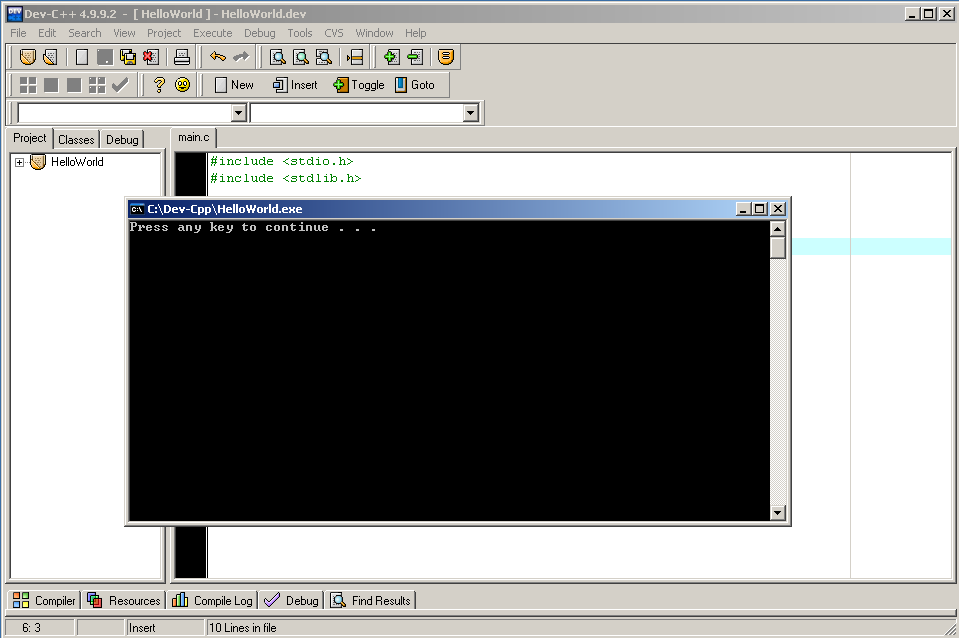 Dev-C++ 4.9.9.2 - [ HelloWorld ] - HelloWorld.dev
File Edit Search View Project Execute Debug Tools CVS Window Help
New Insert Toggle Goto
Project Classes Debug main.c
HelloWorld
#include <stdio.h>
#include <stdlib.h>
C:\Dev-Cpp\HelloWorld.exe
Press any key to continue . . .
Compiler Resources Compile Log Debug Find Results
6: 3 Insert 10 Lines in file